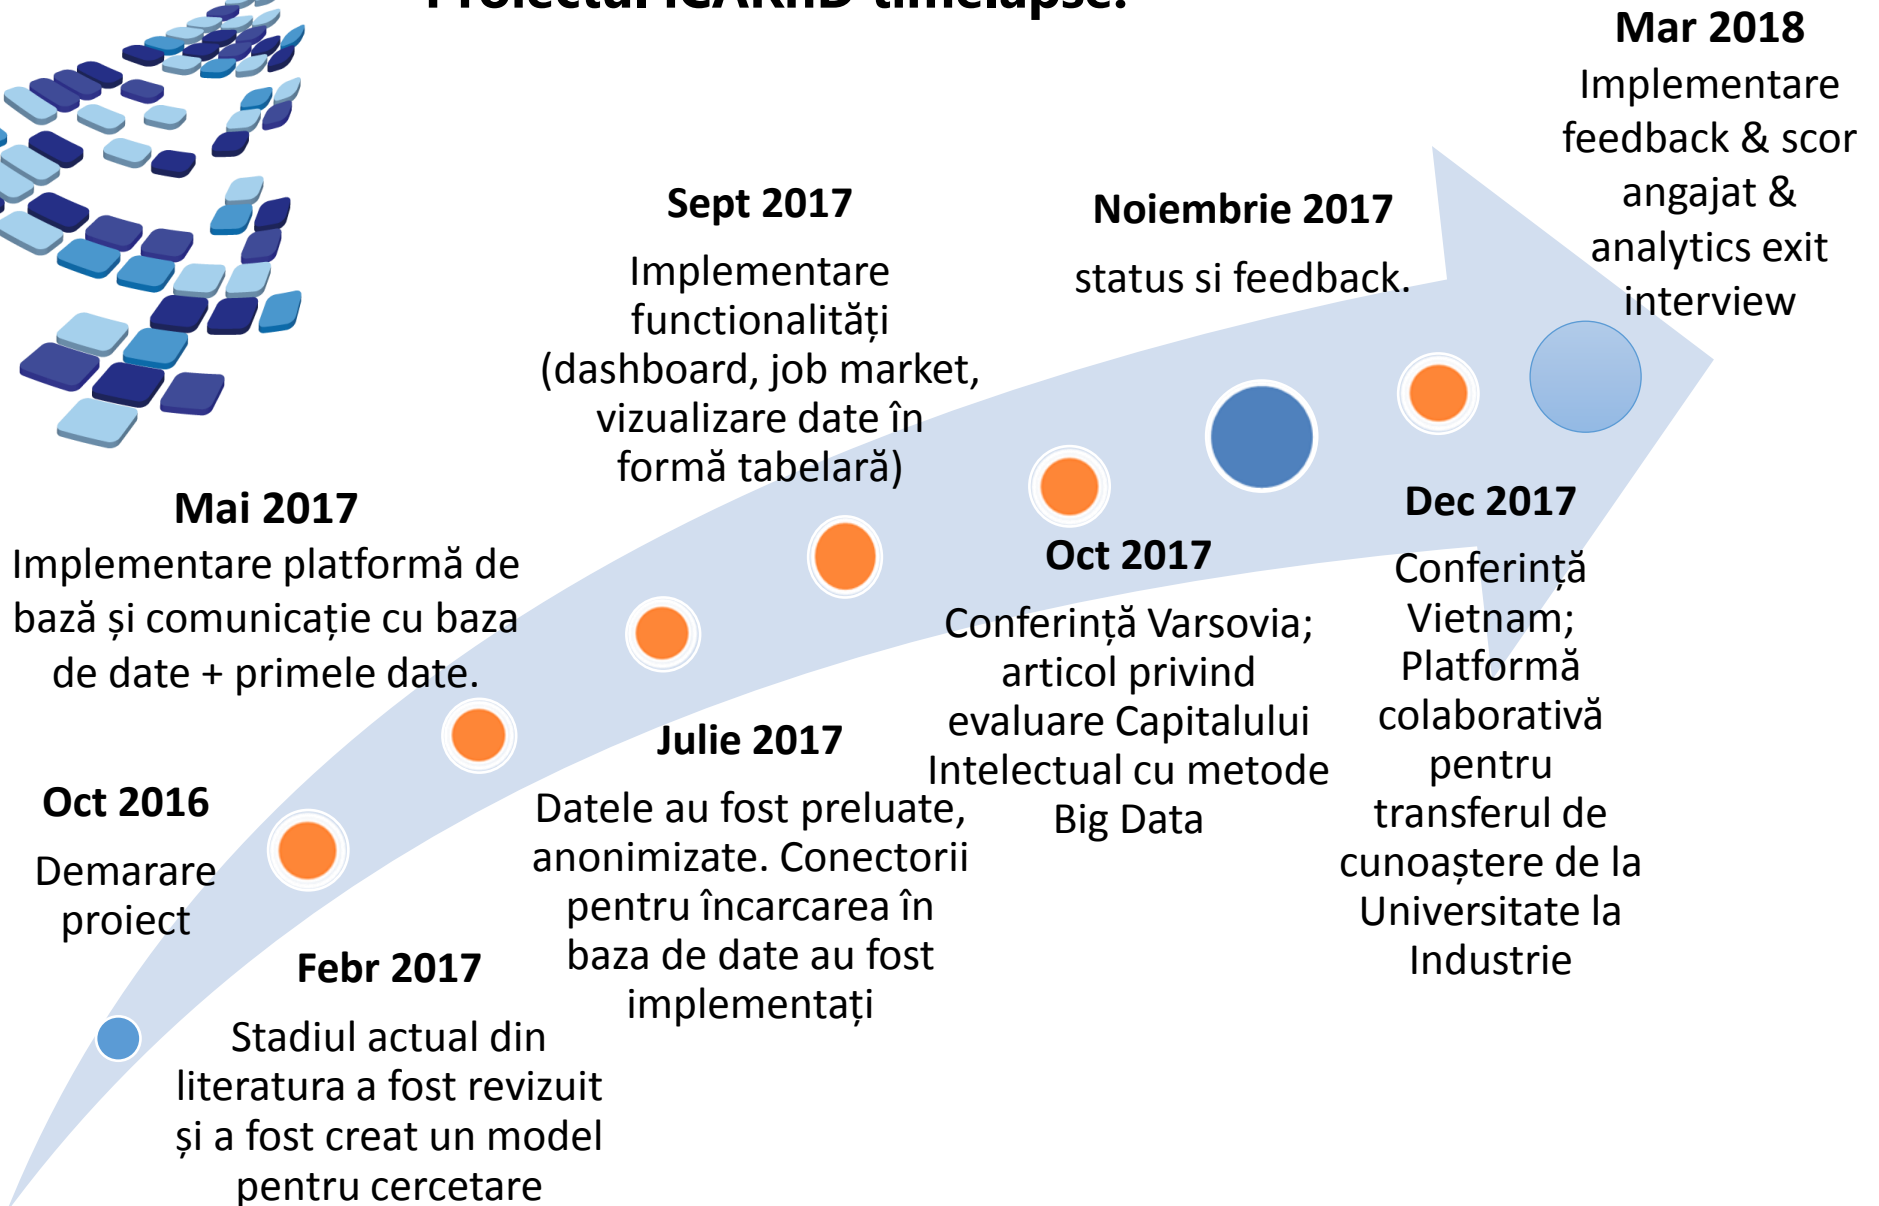 Proiectul iCARnD timelapse:
Mar 2018
Implementare
feedback & scor
angajat &
analytics exit
interview
Sept 2017
Implementare
functionalități
(dashboard, job market,
vizualizare date în
formă tabelară)
Noiembrie 2017
status si feedback.
Mai 2017
Implementare platformă de
bază și comunicație cu baza
de date + primele date.
Dec 2017
Conferință
Vietnam;
Platformă
colaborativă
pentru
transferul de
cunoaștere de la
Universitate la
Industrie
Oct 2017
Conferință Varsovia;
articol privind
evaluare Capitalului
Intelectual cu metode
Big Data
Julie 2017
Datele au fost preluate,
anonimizate. Conectorii
pentru încarcarea în
baza de date au fost
implementați
Oct 2016
Demarare
proiect
Febr 2017
Stadiul actual din
literatura a fost revizuit
și a fost creat un model
pentru cercetare